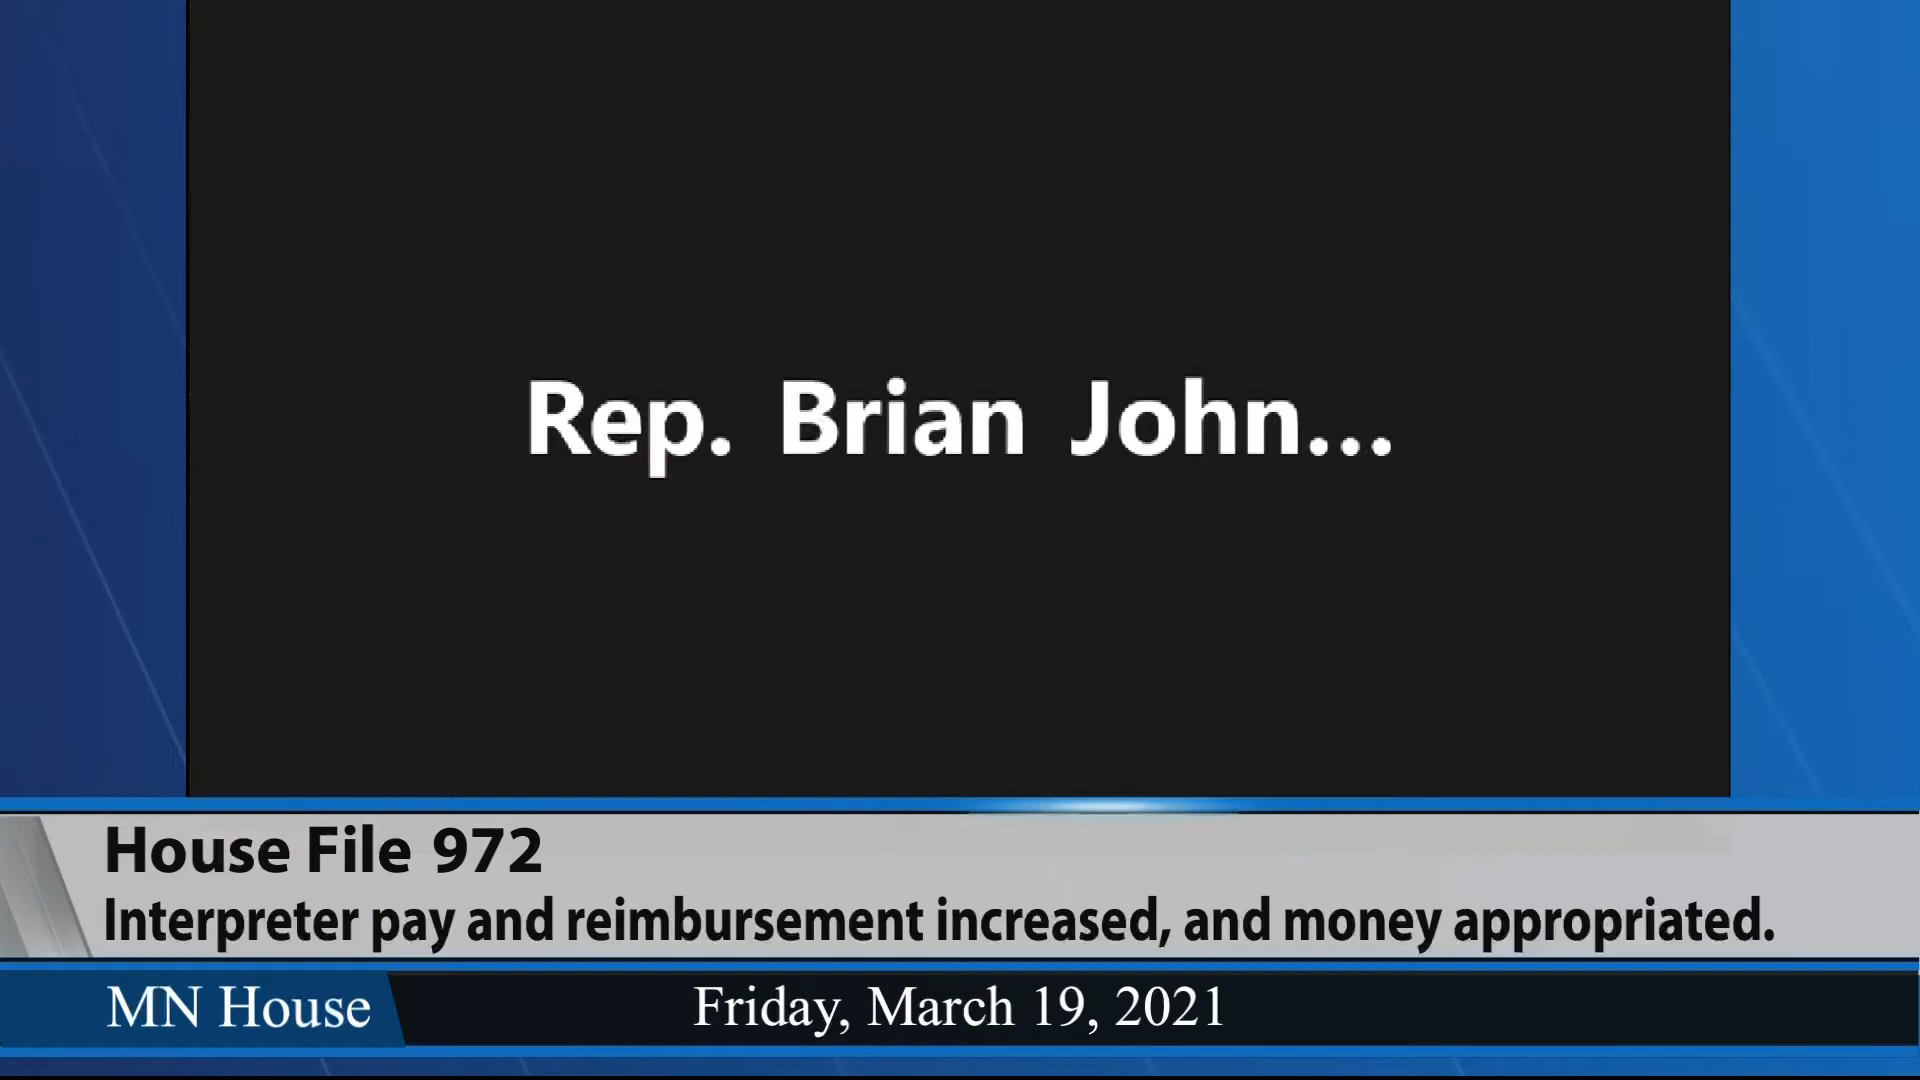 Rep. Brian John...
House File 972
Interpreter pay and reimbursement increased, and money appropriated.
MN House
Friday, March 19, 2021